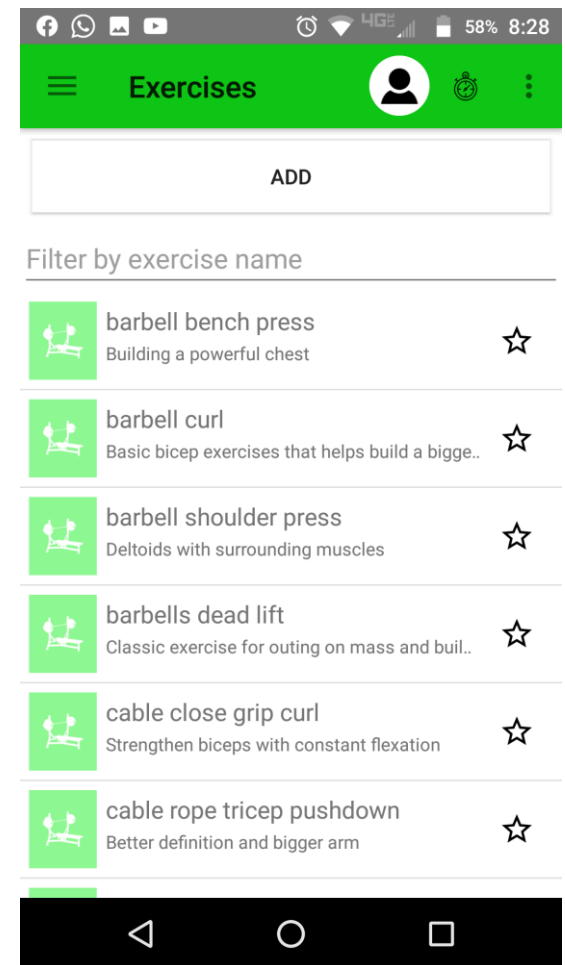 4GE 58% 8:28
Exercises
ADD
Filter by exercise name
barbell bench press
Building a powerful chest
barbell curl
Basic bicep exercises that helps build a bigge..
barbell shoulder press
Deltoids with surrounding muscles
barbells dead lift
Classic exercise for outing on mass and buil..
cable close grip curl
Strengthen biceps with constant flexation
cable rope tricep pushdown
Better definition and bigger arm